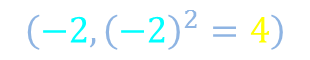 (−2, (−2)² = 4)